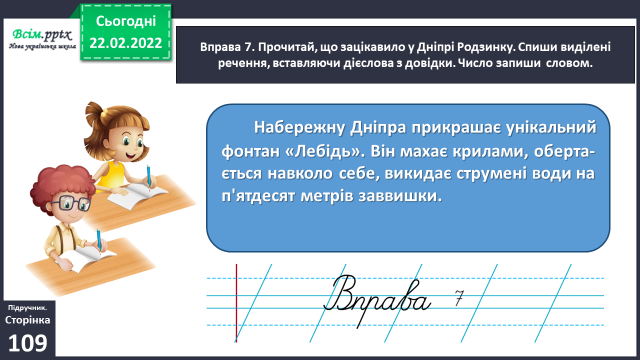 Всім.pptx
Нова українська школа
Сьогодні
22.02.2022
Вправа 7. Прочитай, що зацікавило у Дніпрі Родзинку. Спиши виділені
речення, вставляючи дієслова з довідки. Число запиши словом.
Набережну Дніпра прикрашає унікальний
фонтан «Лебідь». Він махає крилами, оберта-
ється навколо себе, викидає струмені води на
п'ятдесят метрів заввишки.
Вправа 7
Підручник.
Сторінка
109